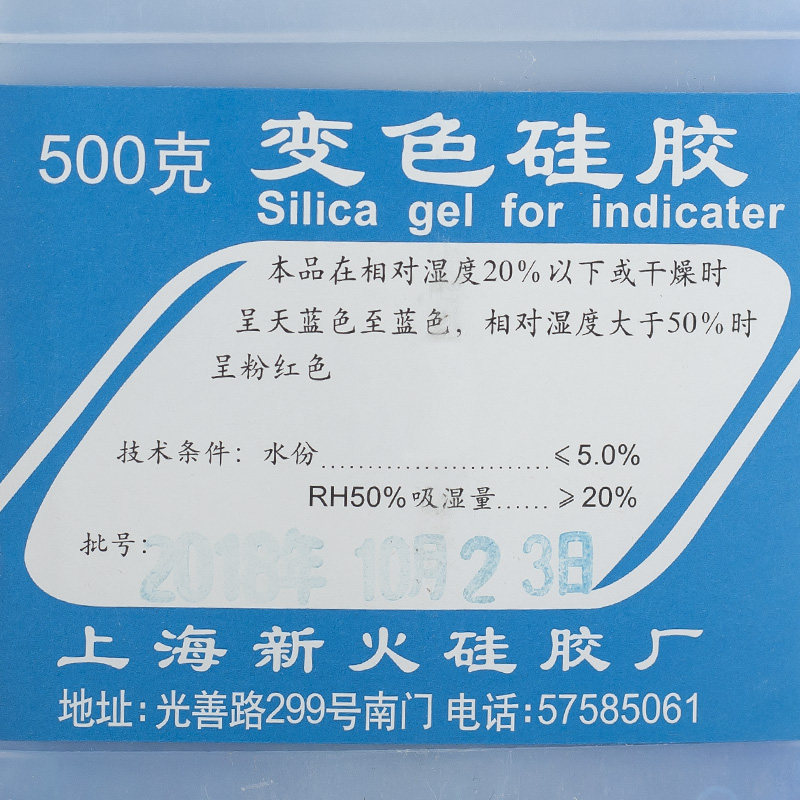 500克 变色硅胶
Silica gel for indicater
本品在相对湿度20%以下或干燥时
呈天蓝色至蓝色，相对湿度大于50%时
呈粉红色
技术条件：水份......................≤5.0%
RH50%吸湿量......≥20%
批号：2018年 10月23日
上海新火硅胶厂
地址：光善路299号南门 电话：57585061